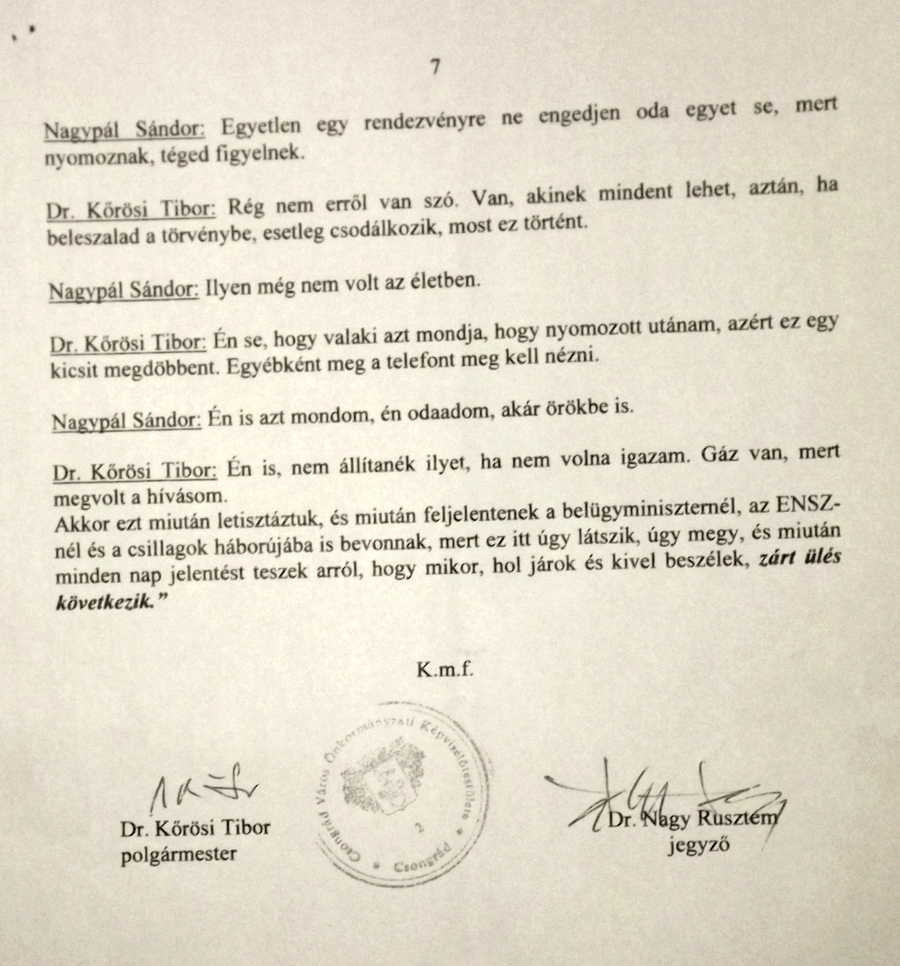 7
Nagypál Sándor: Egyetlen egy rendezvényre ne engedjen oda egyet se, mert
nyomoznak, téged figyelnek.
Dr. Kőrösi Tibor: Rég nem erről van szó. Van, akinek mindent lehet, aztán, ha
beleszalad a törvénybe, esetleg csodálkozik, most ez történt.
Nagypál Sándor: Ilyen még nem volt az életben.
Dr. Kőrösi Tibor: Én se, hogy valaki azt mondja, hogy nyomozott utánam, azért ez egy
kicsit megdöbbent. Egyébként meg a telefont meg kell nézni.
Nagypál Sándor: Én is azt mondom, én odaadom, akár örökbe is.
Dr. Kőrösi Tibor: Én is, nem állítanék ilyet, ha nem volna igazam. Gáz van, mert
megvolt a hívásom.
Akkor ezt miután letisztáztuk, és miután feljelentenek a belügyminiszternél, az ENSZ-
nél és a csillagok háborújába is bevonnak, mert ez itt úgy látszik, úgy megy, és miután
minden nap jelentést teszek arról, hogy mikor, hol járok és kivel beszélek, zárt ülés
következik.”
K.m.f.
Csongrád Város Önkormányzati Képviselőtestülete
2
* Csongrád *
Dr. Kőrösi Tibor
polgármester
Dr. Nagy Rusztem
jegyző